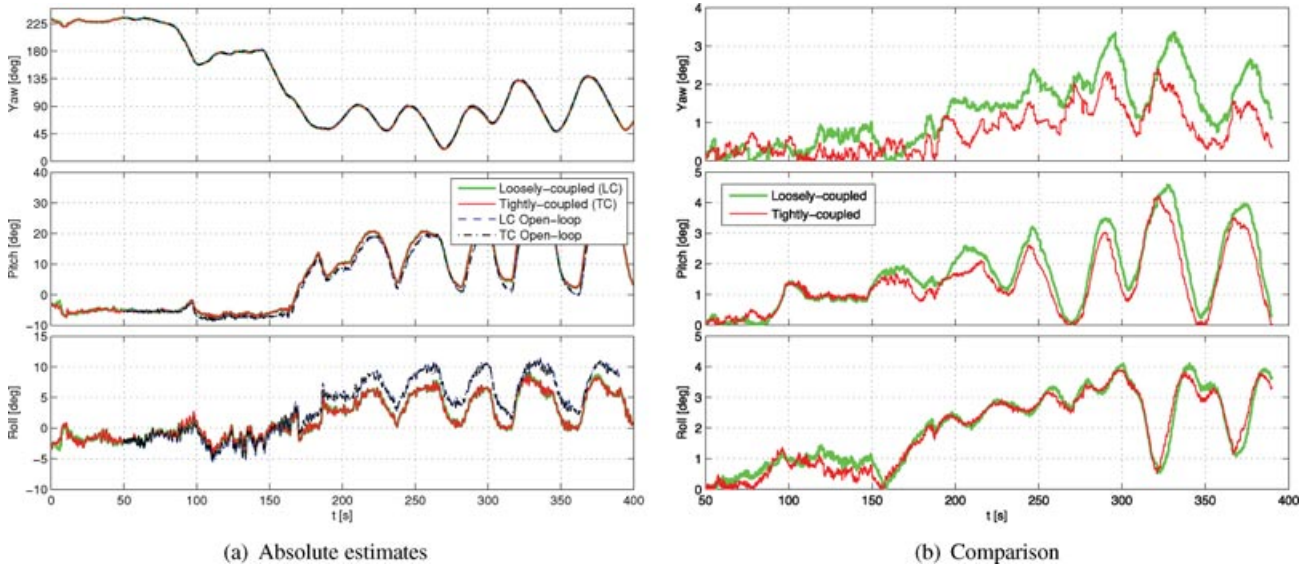 225
180
135
90
45
0
Yaw [deg]
40
30
20
10
0
−10
Pitch [deg]
Loosely−coupled (LC)
Tightly−coupled (TC)
LC Open−loop
TC Open−loop
15
10
5
0
−5
−10
Roll [deg]
0 50 100 150 200 250 300 350 400
t [s]
(a) Absolute estimates
4
3
2
1
0
Yaw [deg]
5
4
3
2
1
0
Pitch [deg]
Loosely−coupled
Tightly−coupled
5
4
3
2
1
0
Roll [deg]
50 100 150 200 250 300 350 400
t [s]
(b) Comparison